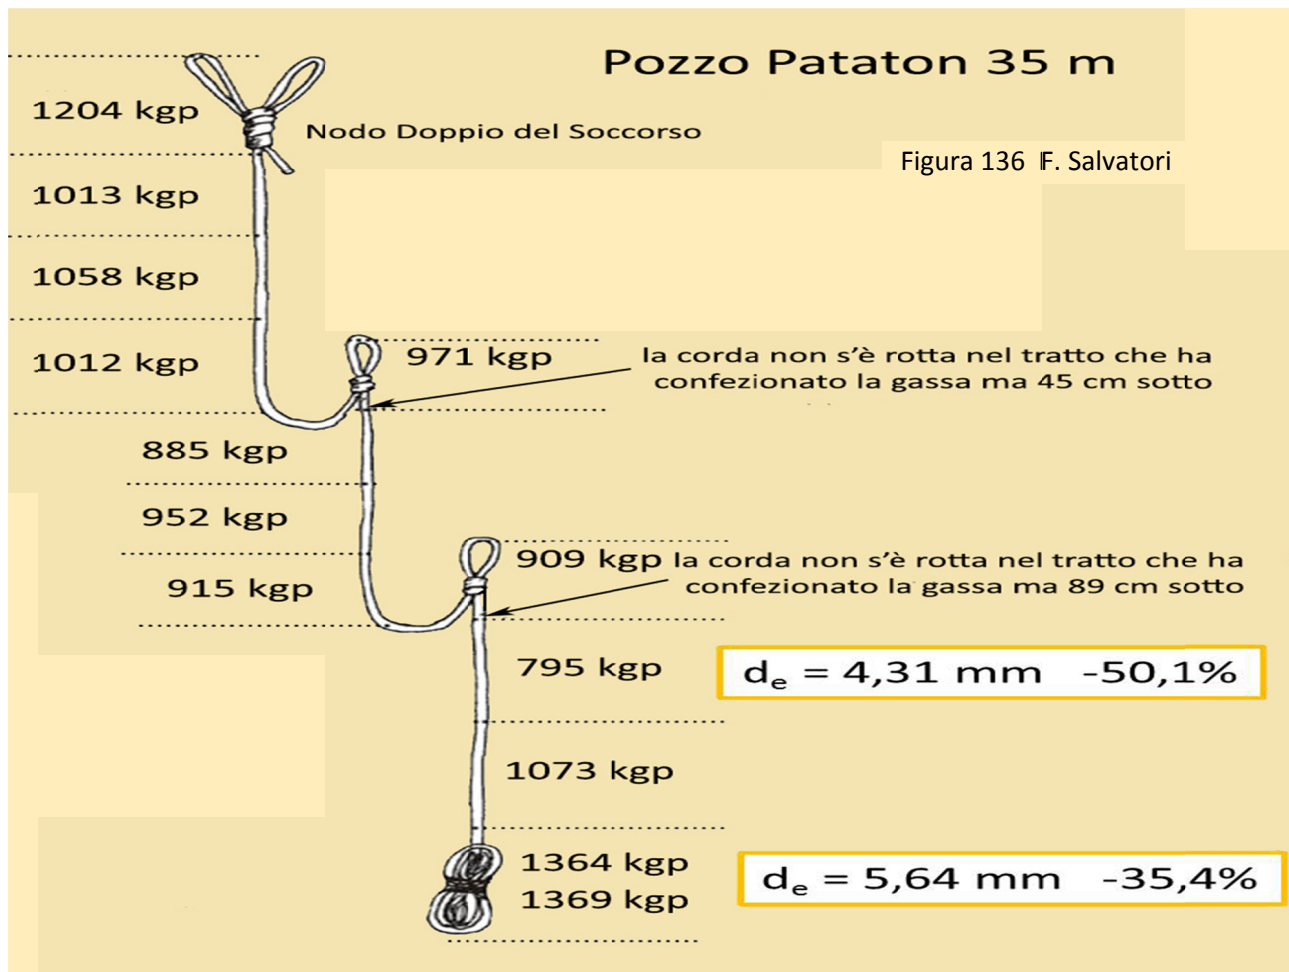 Pozzo Pataton 35 m
1204 kgp
Nodo Doppio del Soccorso
Figura 136 F. Salvatori
1013 kgp
1058 kgp
1012 kgp
971 kgp
la corda non s'è rotta nel tratto che ha
confezionato la gassa ma 45 cm sotto
885 kgp
952 kgp
915 kgp
909 kgp
la corda non s'è rotta nel tratto che ha
confezionato la gassa ma 89 cm sotto
795 kgp
de = 4,31 mm -50,1%
1073 kgp
1364 kgp
1369 kgp
de = 5,64 mm -35,4%